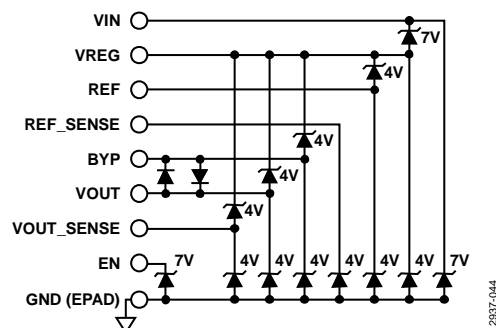 VIN
7V
VREG
4V
REF
REF_SENSE
4V
BYP
4V
VOUT
4V
VOUT_SENSE
EN
7V 4V 4V 4V 4V 4V 4V 7V
GND (EPAD)
2937-044